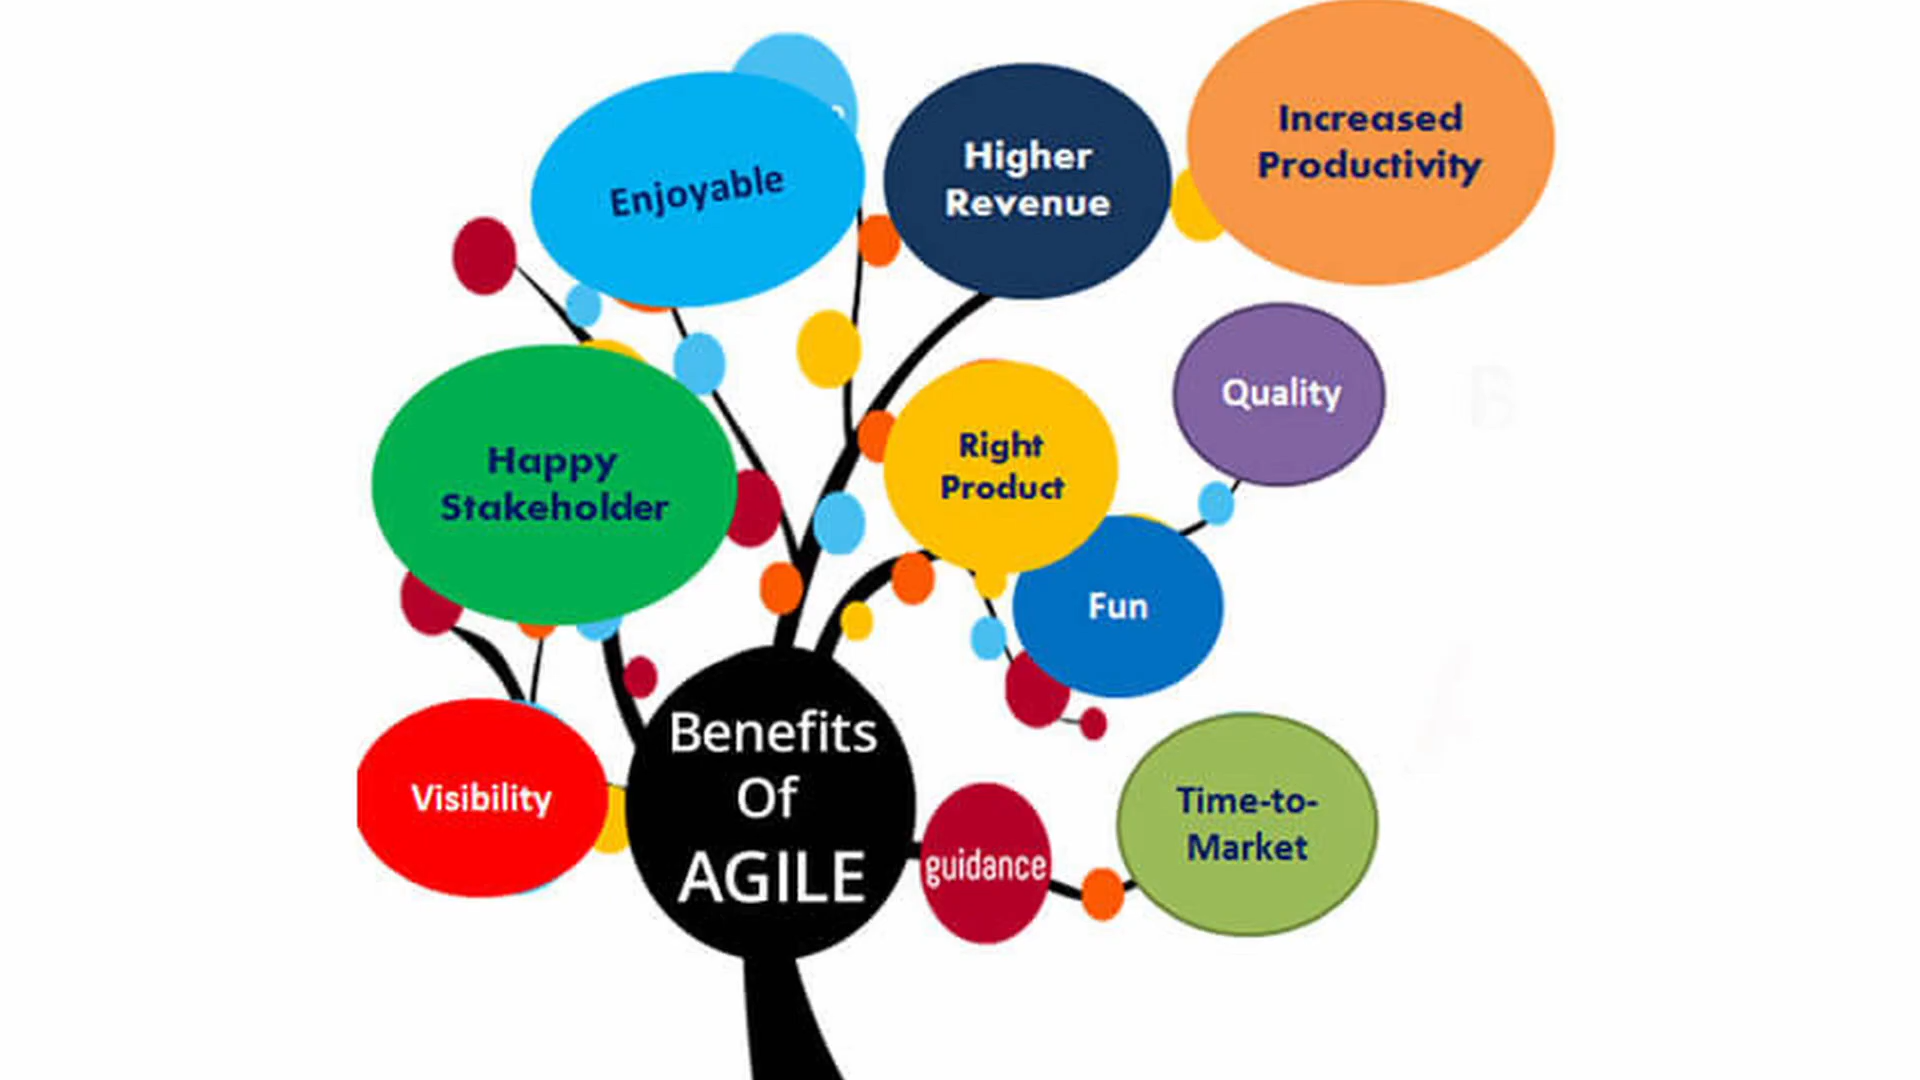 Enjoyable
Higher
Revenue
Increased
Productivity
Quality
Happy
Stakeholder
Right
Product
Fun
Visibility
Benefits
Of
AGILE
guidance
Time-to-
Market